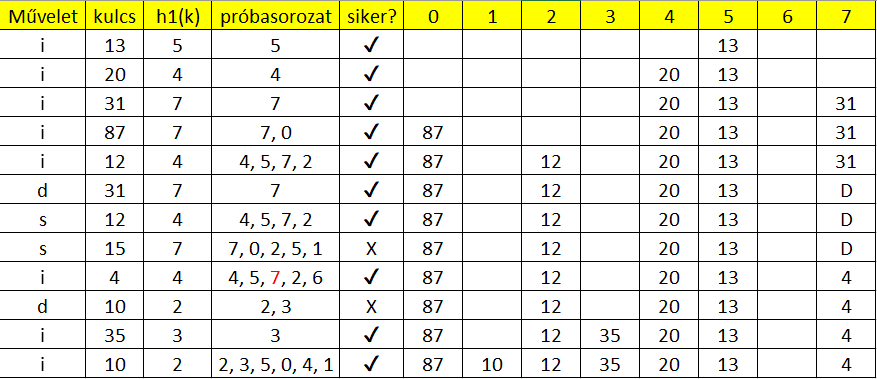 Művelet kulcs h1(k) próbasorozat siker? 0 1 2 3 4 5 6 7
i 13 5 5 ✓ 13
i 20 4 4 ✓ 20 13
i 31 7 7 ✓ 20 13 31
i 87 7 7, 0 ✓ 87 20 13 31
i 12 4 4, 5, 7, 2 ✓ 87 12 20 13 31
d 31 7 7 ✓ 87 12 20 13 D
s 12 4 4, 5, 7, 2 ✓ 87 12 20 13 D
s 15 7 7, 0, 2, 5, 1 X 87 12 20 13 D
i 4 4 4, 5, 7, 2, 6 ✓ 87 12 20 13 4
d 10 2 2, 3 X 87 12 20 13 4
i 35 3 3 ✓ 87 12 35 20 13 4
i 10 2 2, 3, 5, 0, 4, 1 ✓ 87 10 12 35 20 13 4